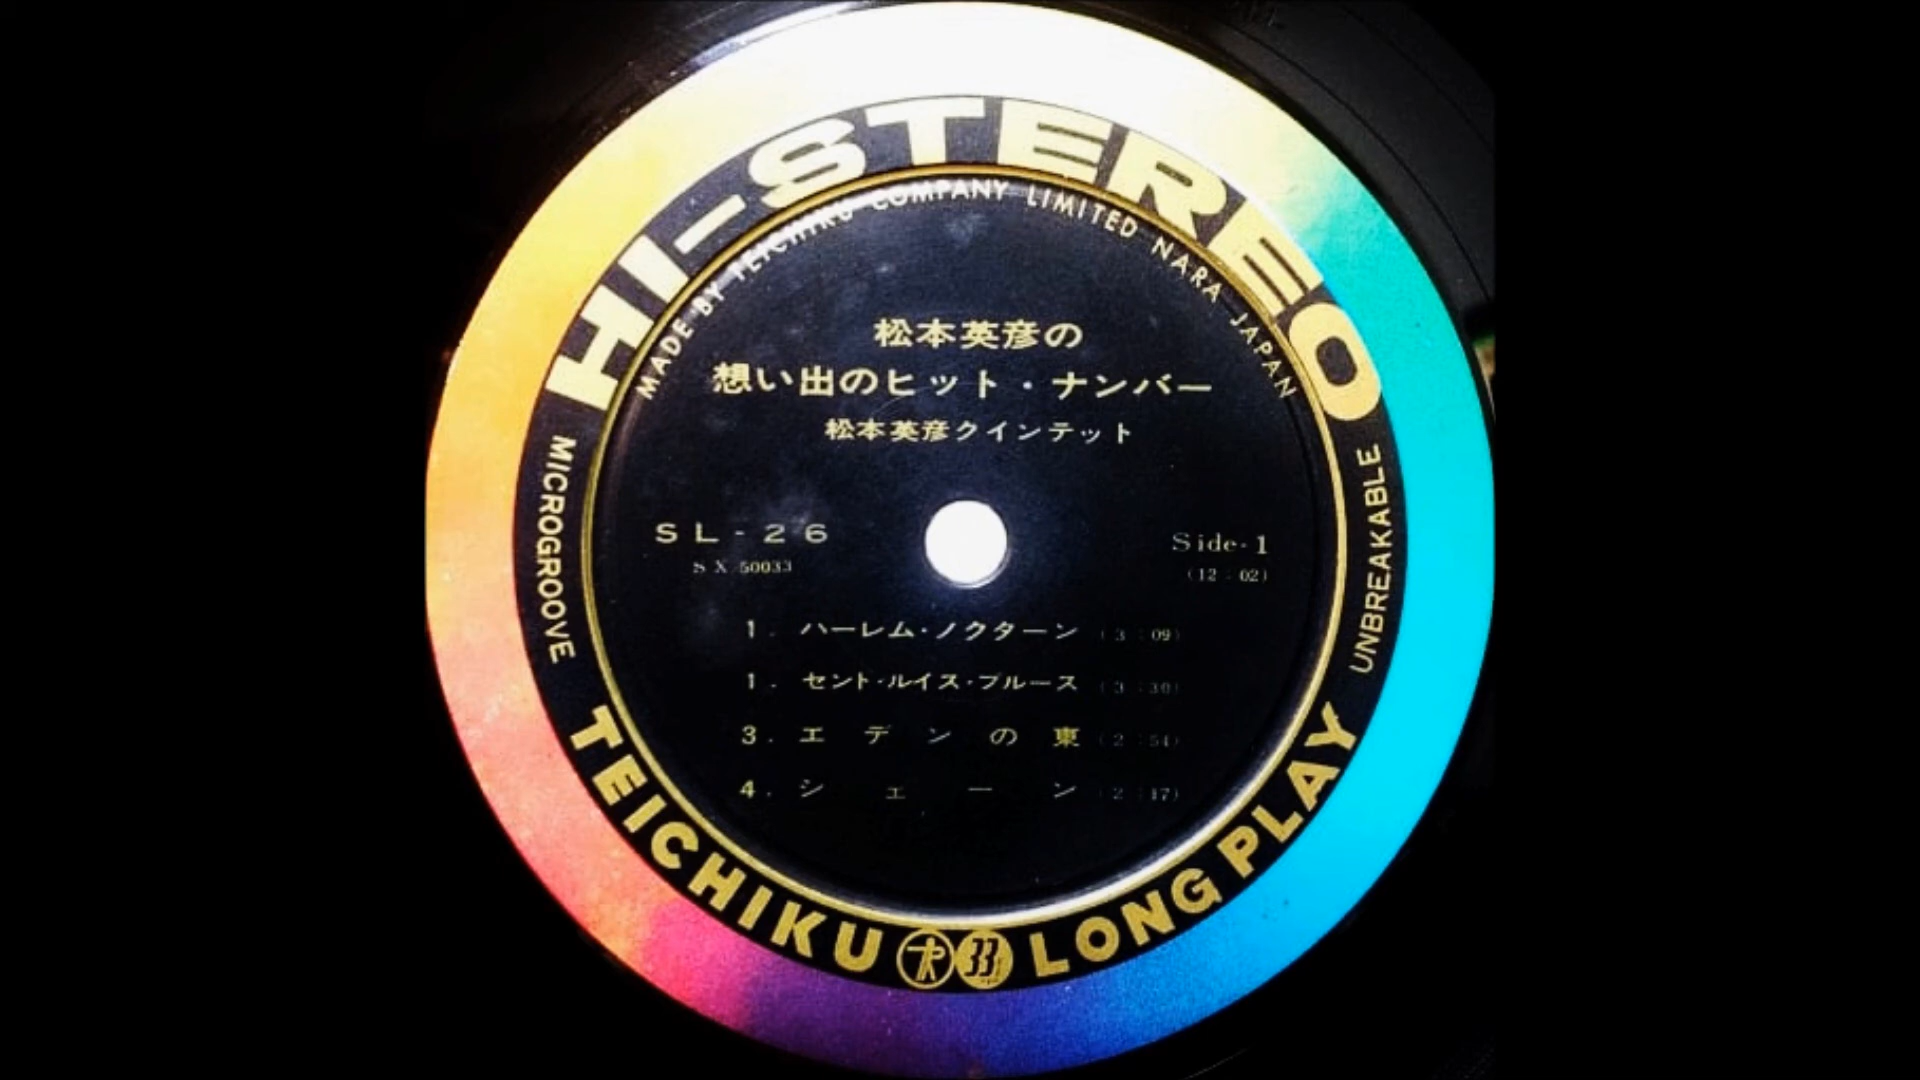 HI-STEREO
MADE BY TEICHIKU COMPANY LIMITED NARA JAPAN
松本英彦の
想い出のヒット・ナンバー
松本英彦クインテット
SL-26
SX 50033
Side-1
(12:02)
1. ハーレム・ノクターン (3:09)
1. セント・ルイス・ブルース (3:30)
3. エデンの東 (2:54)
4. シェーン (2:17)
MICROGROOVE
UNBREAKABLE
TEICHIKU 33 LONG PLAY